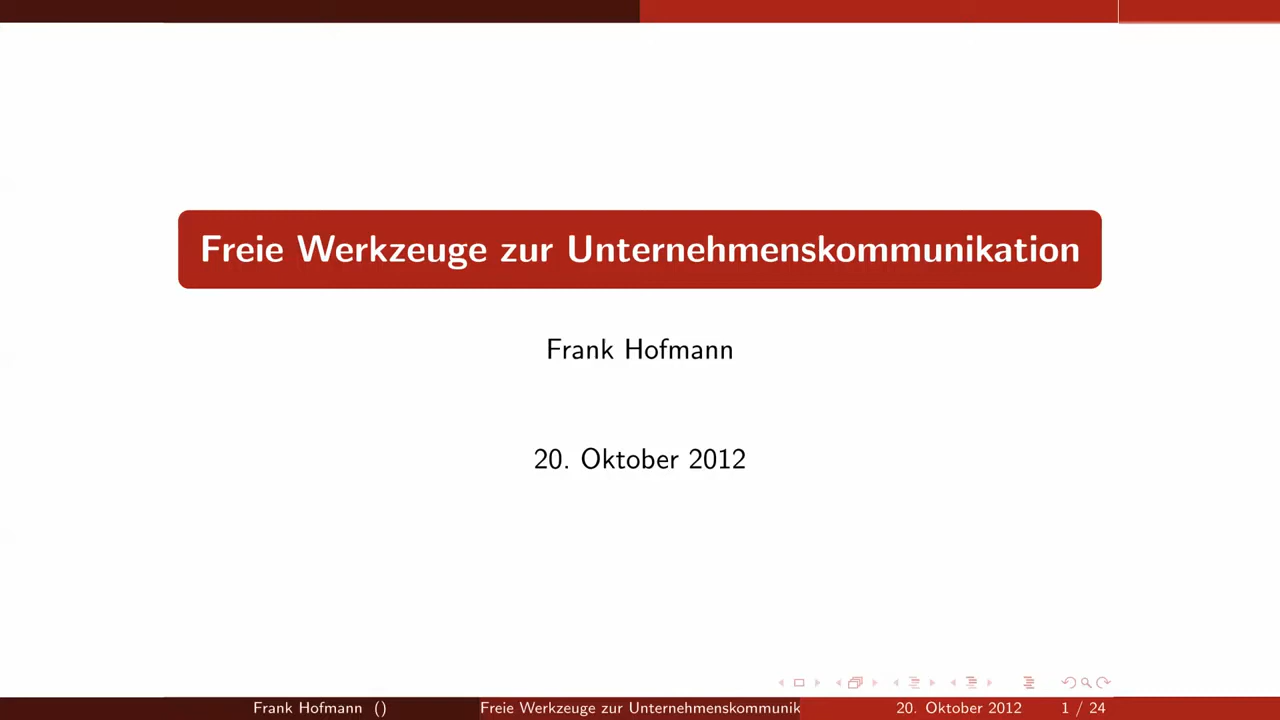 Freie Werkzeuge zur Unternehmenskommunikation
Frank Hofmann
20. Oktober 2012
Frank Hofmann ()
Freie Werkzeuge zur Unternehmenskommunik
20. Oktober 2012
1 / 24